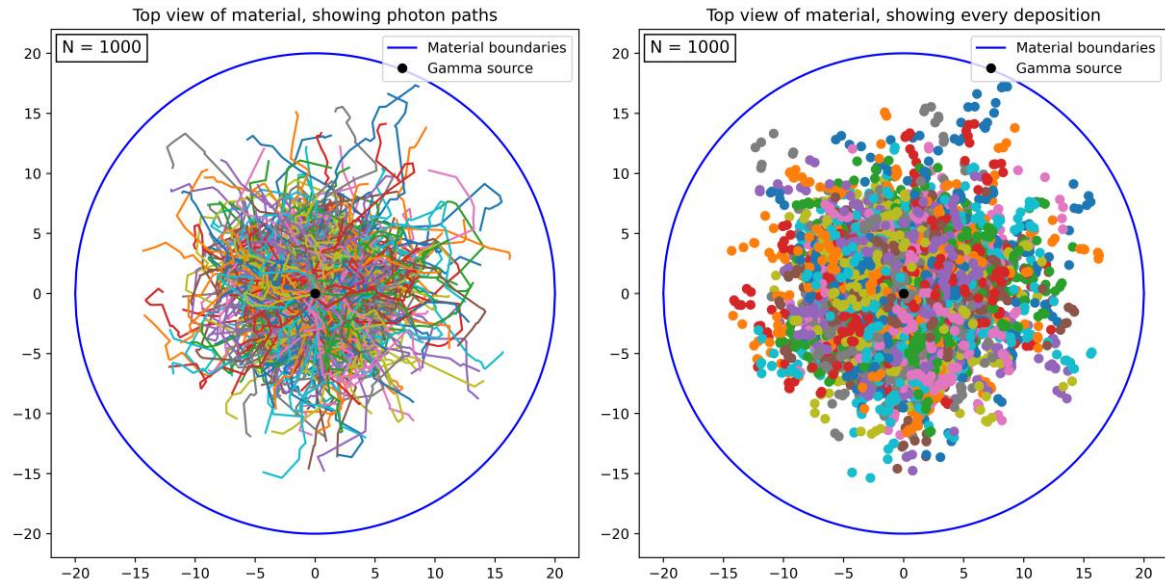 Top view of material, showing photon paths
N = 1000
Material boundaries
Gamma source
20
15
10
5
0
−5
−10
−15
−20
−20 −15 −10 −5 0 5 10 15 20
Top view of material, showing every deposition
N = 1000
Material boundaries
Gamma source
20
15
10
5
0
−5
−10
−15
−20
−20 −15 −10 −5 0 5 10 15 20